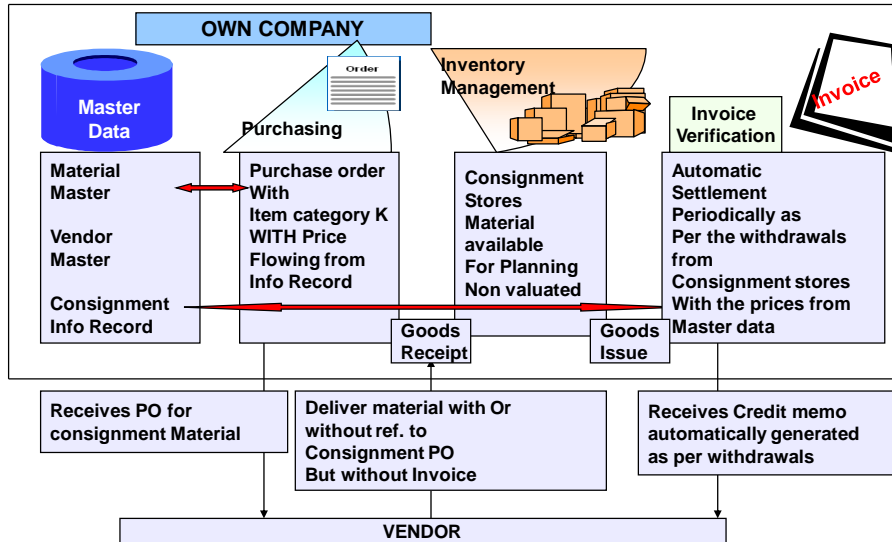 OWN COMPANY
Master
Data
Purchasing
Order
Inventory
Management
Invoice
Verification
Invoice
Material
Master
Vendor
Master
Consignment
Info Record
Purchase order
With
Item category K
WITH Price
Flowing from
Info Record
Consignment
Stores
Material
available
For Planning
Non valuated
Automatic
Settlement
Periodically as
Per the withdrawals
from
Consignment stores
With the prices from
Master data
Goods
Receipt
Goods
Issue
Receives PO for
consignment Material
Deliver material with Or
without ref. to
Consignment PO
But without Invoice
Receives Credit memo
automatically generated
as per withdrawals
VENDOR